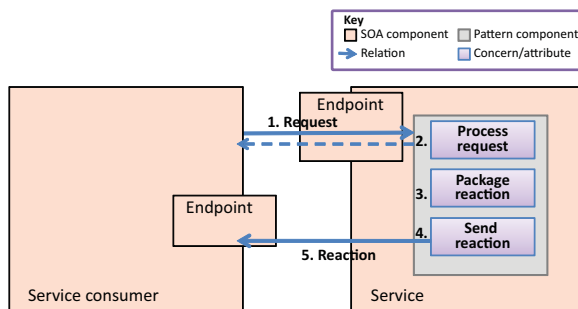 Key
SOA component
Pattern component
Relation
Concern/attribute
Endpoint
1. Request
2.
Process
request
3.
Package
reaction
Endpoint
4.
Send
reaction
5. Reaction
Service consumer
Service